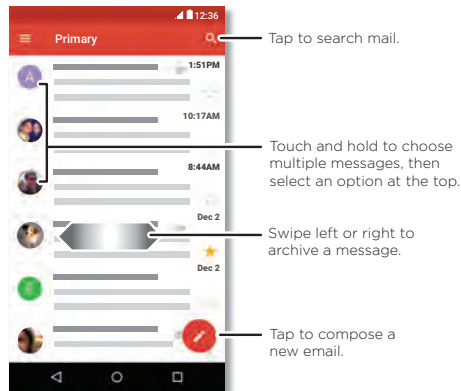 12:36
Primary
Tap to search mail.
A
1:51PM
10:17AM
Touch and hold to choose
multiple messages, then
select an option at the top.
8:44AM
Dec 2
Swipe left or right to
archive a message.
Dec 2
Tap to compose a
new email.